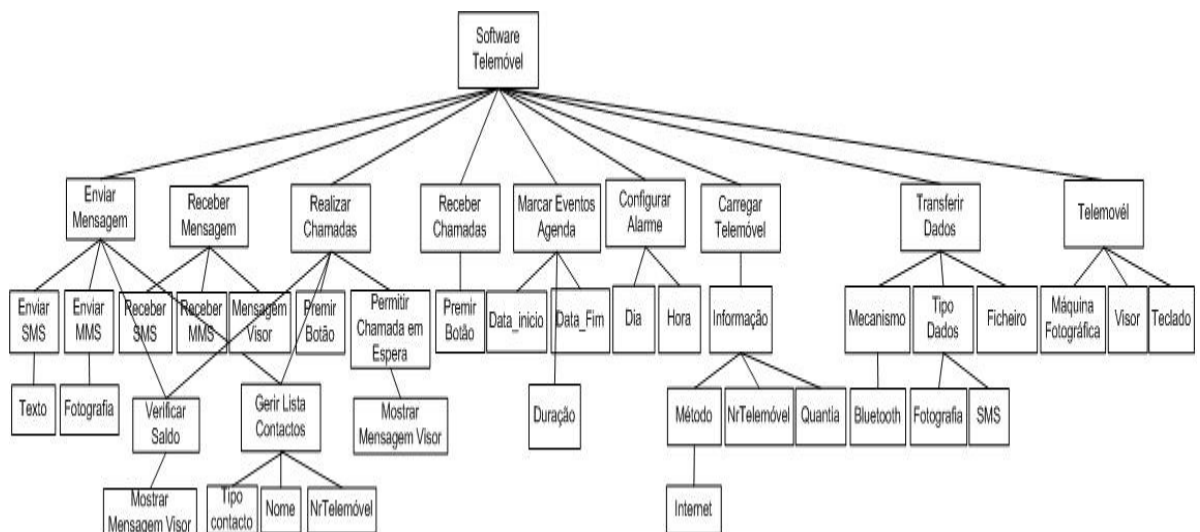 Software
Telemóvel
Enviar
Mensagem
Receber
Mensagem
Realizar
Chamadas
Receber
Chamadas
Marcar Eventos
Agenda
Configurar
Alarme
Carregar
Telemóvel
Transferir
Dados
Telemovél
Enviar
SMS
Enviar
MMS
Receber
SMS
Receber
MMS
Mensagem
Visor
Premir
Botão
Permitir
Chamada em
Espera
Premir
Botão
Data_inicio
Data_Fim
Dia
Hora
Informação
Mecanismo
Tipo
Dados
Ficheiro
Máquina
Fotográfica
Visor
Teclado
Texto
Fotografia
Verificar
Saldo
Gerir Lista
Contactos
Mostrar
Mensagem Visor
Duração
Método
NrTelemóvel
Quantia
Bluetooth
Fotografia
SMS
Mostrar
Mensagem Visor
Tipo
contacto
Nome
NrTelemóvel
Internet